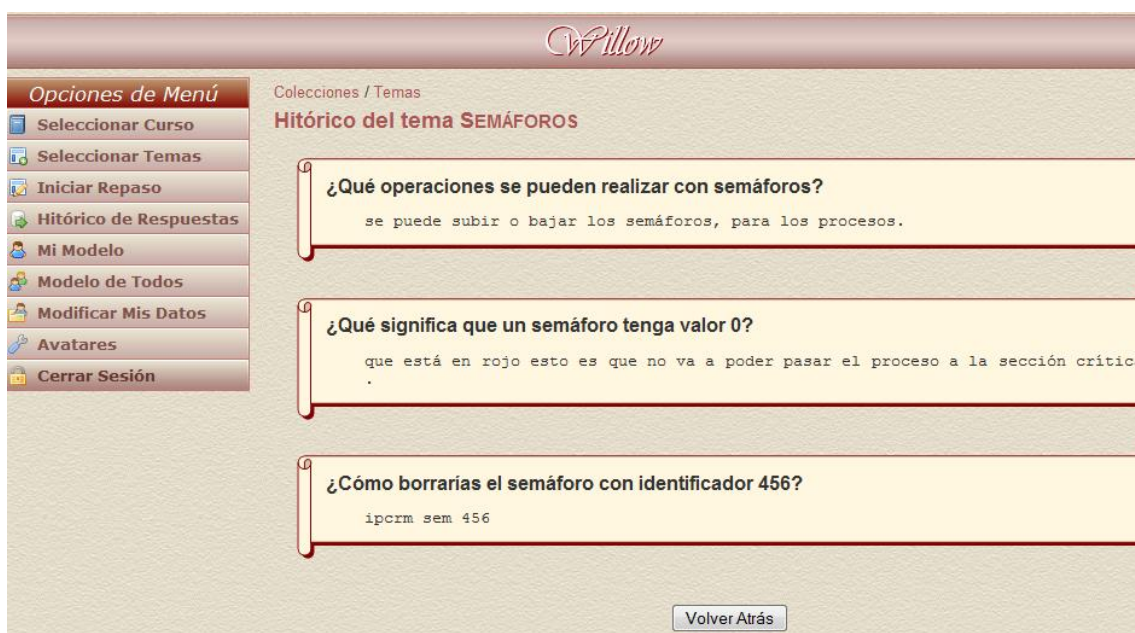 Willow
Opciones de Menú
Seleccionar Curso
Seleccionar Temas
Iniciar Repaso
Hitórico de Respuestas
Mi Modelo
Modelo de Todos
Modificar Mis Datos
Avatares
Cerrar Sesión
Colecciones / Temas
Hitórico del tema SEMÁFOROS
¿Qué operaciones se pueden realizar con semáforos?
se puede subir o bajar los semáforos, para los procesos.
¿Qué significa que un semáforo tenga valor 0?
que está en rojo esto es que no va a poder pasar el proceso a la sección
.
¿Cómo borrarías el semáforo con identificador 456?
ipcrm sem 456
Volver Atrás